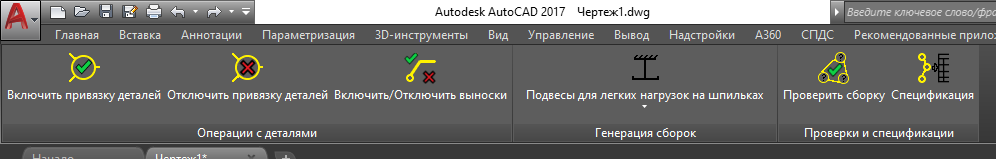 Autodesk AutoCAD 2017 Чертеж1.dwg
Введите ключевое слово/фра
Главная Вставка Аннотации Параметризация 3D-инструменты Вид Управление Вывод Надстройки A360 СПДС Рекомендованные прилож
Включить привязку деталей Отключить привязку деталей Включить/Отключить выноски Подвесы для легких нагрузок на шпильках Проверить сборку Спецификация
Операции с деталями Генерация сборок Проверки и спецификации
Начало Чертеж1*